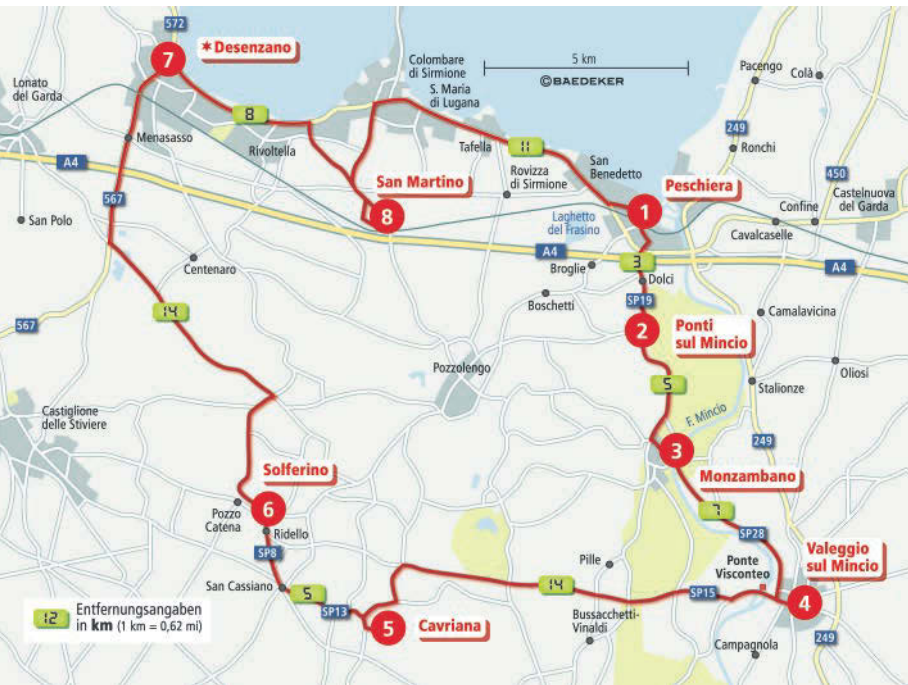 572
7
*Desenzano
Lonato
del Garda
Colombare
di Sirmione
S. Maria
di Lugana
5 km
©BAEDEKER
Pacengo
Colà
8
Menasasso
Rivoltella
Tafella
11
249
Ronchi
A4
San
Benedetto
Rovizza
di Sirmione
450
567
San Martino
Peschiera
Castelnuova
del Garda
San Polo
8
1
Laghetto
del Frasino
Confine
Cavalcaselle
Centenaro
A4
A4
3
Broglie
Dolci
Boschetti
SP19
14
Camalavicina
567
2
Ponti
sul Mincio
Pozzolengo
Oliosi
5
Stalionze
Castiglione
delle Stiviere
F. Mincio
249
3
Solferino
Monzambano
6
Pozzo
Catena
7
Ridello
SP28
SP8
Pille
Ponte
Visconteo
Valeggio
sul Mincio
San Cassiano
5
14
SP15
4
12
Entfernungsangaben
in km (1 km = 0,62 mi)
SP13
5
Cavriana
Bussacchetti-
Vinaldi
Campagnola
249